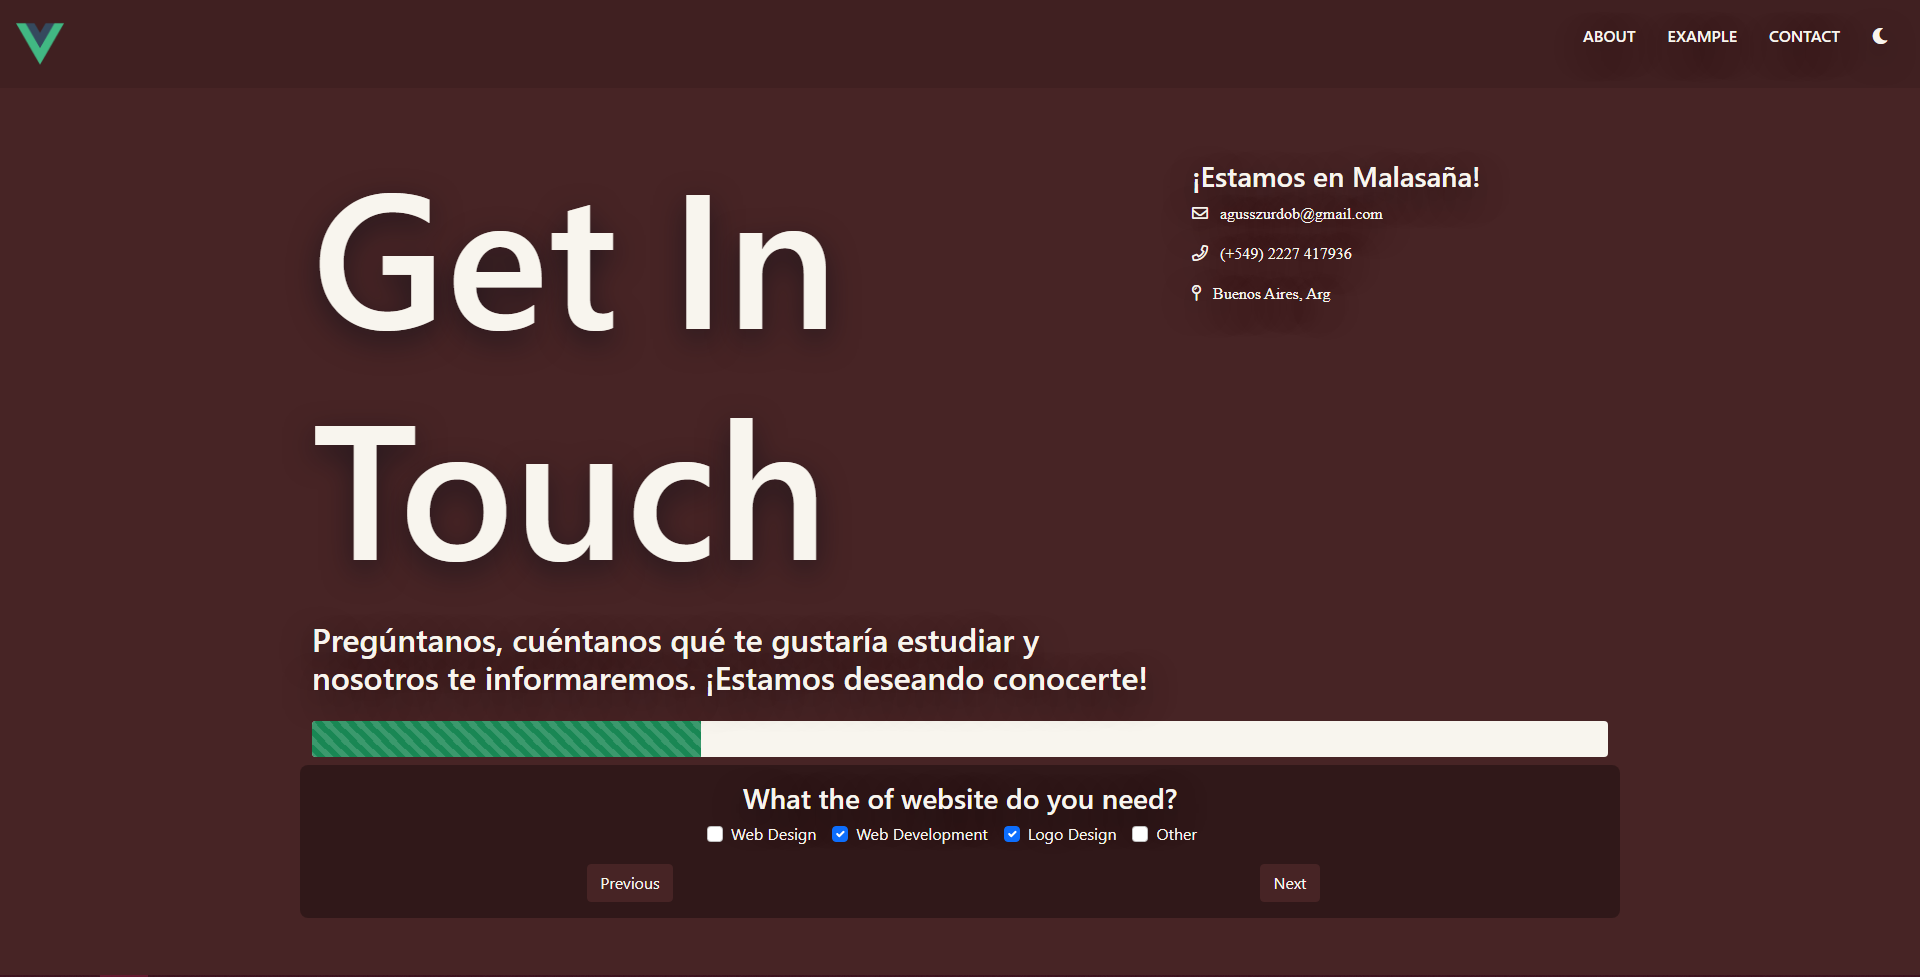 ABOUT EXAMPLE CONTACT
Get In
Touch
¡Estamos en Malasaña!
agusszurdob@gmail.com
(+549) 2227 417936
Buenos Aires, Arg
Pregúntanos, cuéntanos qué te gustaría estudiar y
nosotros te informaremos. ¡Estamos deseando conocerte!
What the of website do you need?
Web Design Web Development Logo Design Other
Previous Next